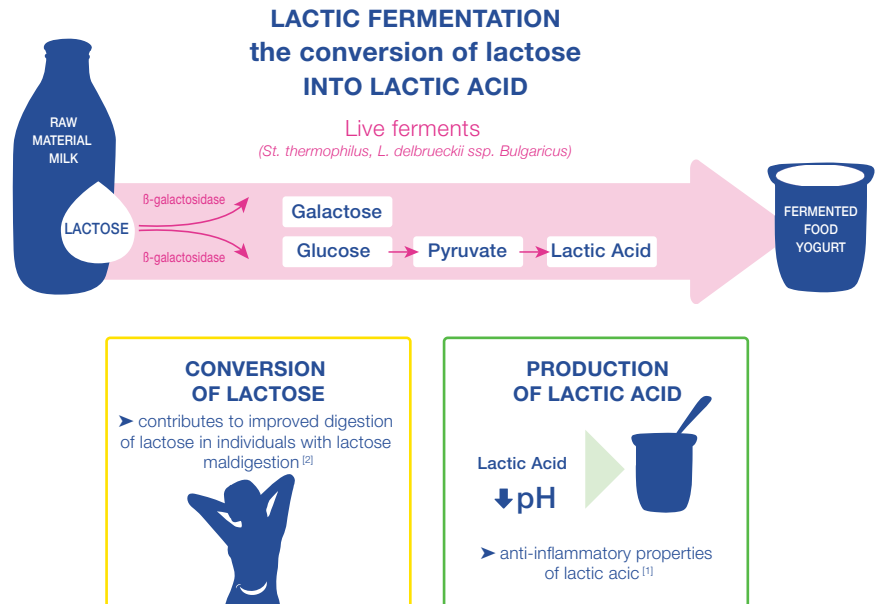 LACTIC FERMENTATION
the conversion of lactose
INTO LACTIC ACID
Live ferments
(St. thermophilus, L. delbrueckii ssp. Bulgaricus)
RAW
MATERIAL
MILK
LACTOSE
ß-galactosidase
ß-galactosidase
Galactose
Glucose
Pyruvate
Lactic Acid
FERMENTED
FOOD
YOGURT
CONVERSION
OF LACTOSE
➤ contributes to improved digestion
of lactose in individuals with lactose
maldigestion [2]
PRODUCTION
OF LACTIC ACID
Lactic Acid
pH
➤ anti-inflammatory properties
of lactic acic [1]